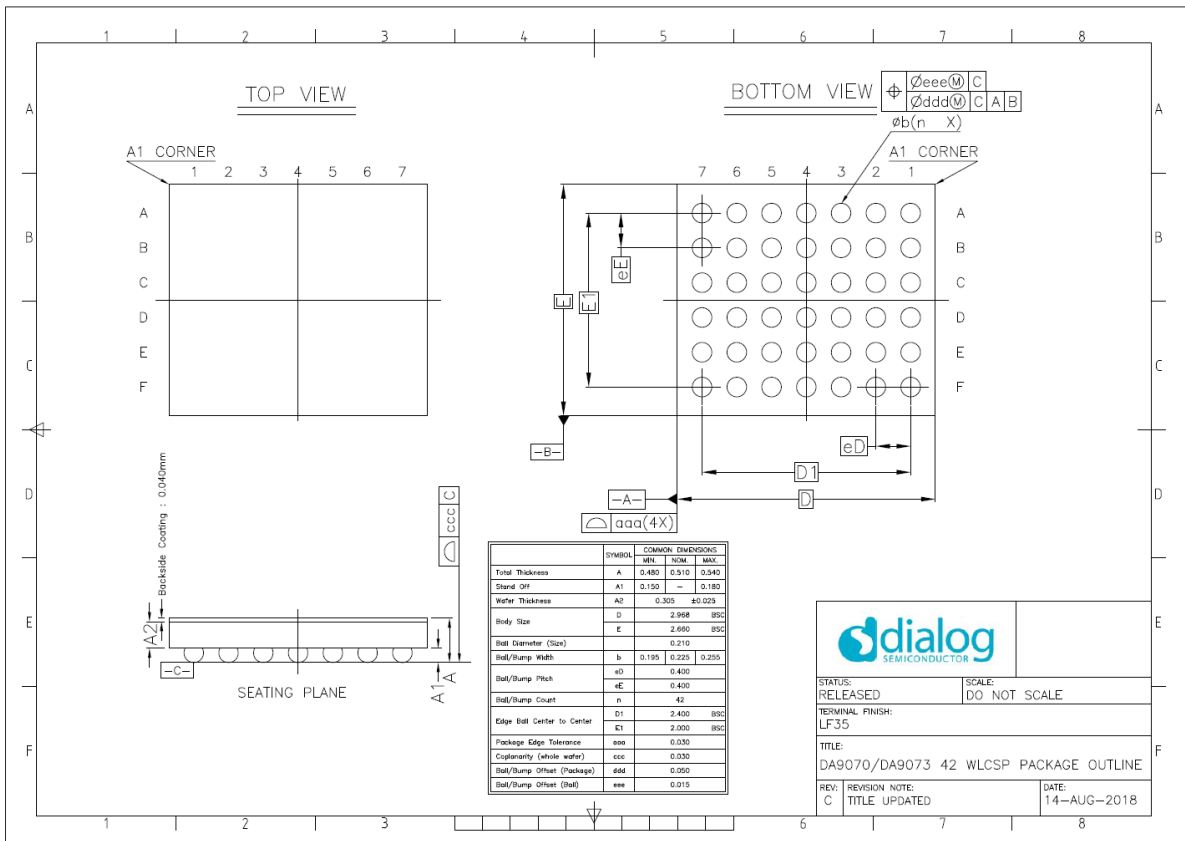 1 2 3 4 5 6 7 8
A A
B B
C C
D D
E E
F F
TOP VIEW
A1 CORNER
1 2 3 4 5 6 7
A
B
C
D
E
F
BOTTOM VIEW
⌖ Øeee Ⓜ C
Øddd Ⓜ C A B
øb(n X)
A1 CORNER
7 6 5 4 3 2 1
A
B
C
D
E
F
eE
E1
E
-B-
eD
D1
-A-
D
aaa(4X)
Backside Coating : 0.040mm
ccc C
A2
-C-
SEATING PLANE
A1
A
SYMBOL COMMON DIMENSIONS
MIN. NOM. MAX.
Total Thickness A 0.480 0.510 0.540
Stand Off A1 0.150 – 0.180
Wafer Thickness A2 0.305 ±0.025
Body Size D 2.968 BSC
E 2.660 BSC
Ball Diameter (Size) 0.210
Ball/Bump Width b 0.195 0.225 0.255
Ball/Bump Pitch eD 0.400
eE 0.400
Ball/Bump Count n 42
Edge Ball Center to Center D1 2.400 BSC
E1 2.000 BSC
Package Edge Tolerance aaa 0.030
Coplanarity (whole wafer) ccc 0.030
Ball/Bump Offset (Package) ddd 0.050
Ball/Bump Offset (Ball) eee 0.015
dialog
SEMICONDUCTOR
STATUS: RELEASED
SCALE: DO NOT SCALE
TERMINAL FINISH:
LF35
TITLE:
DA9070/DA9073 42 WLCSP PACKAGE OUTLINE
REV: C
REVISION NOTE: TITLE UPDATED
DATE: 14-AUG-2018
1 2 3 6 7 8